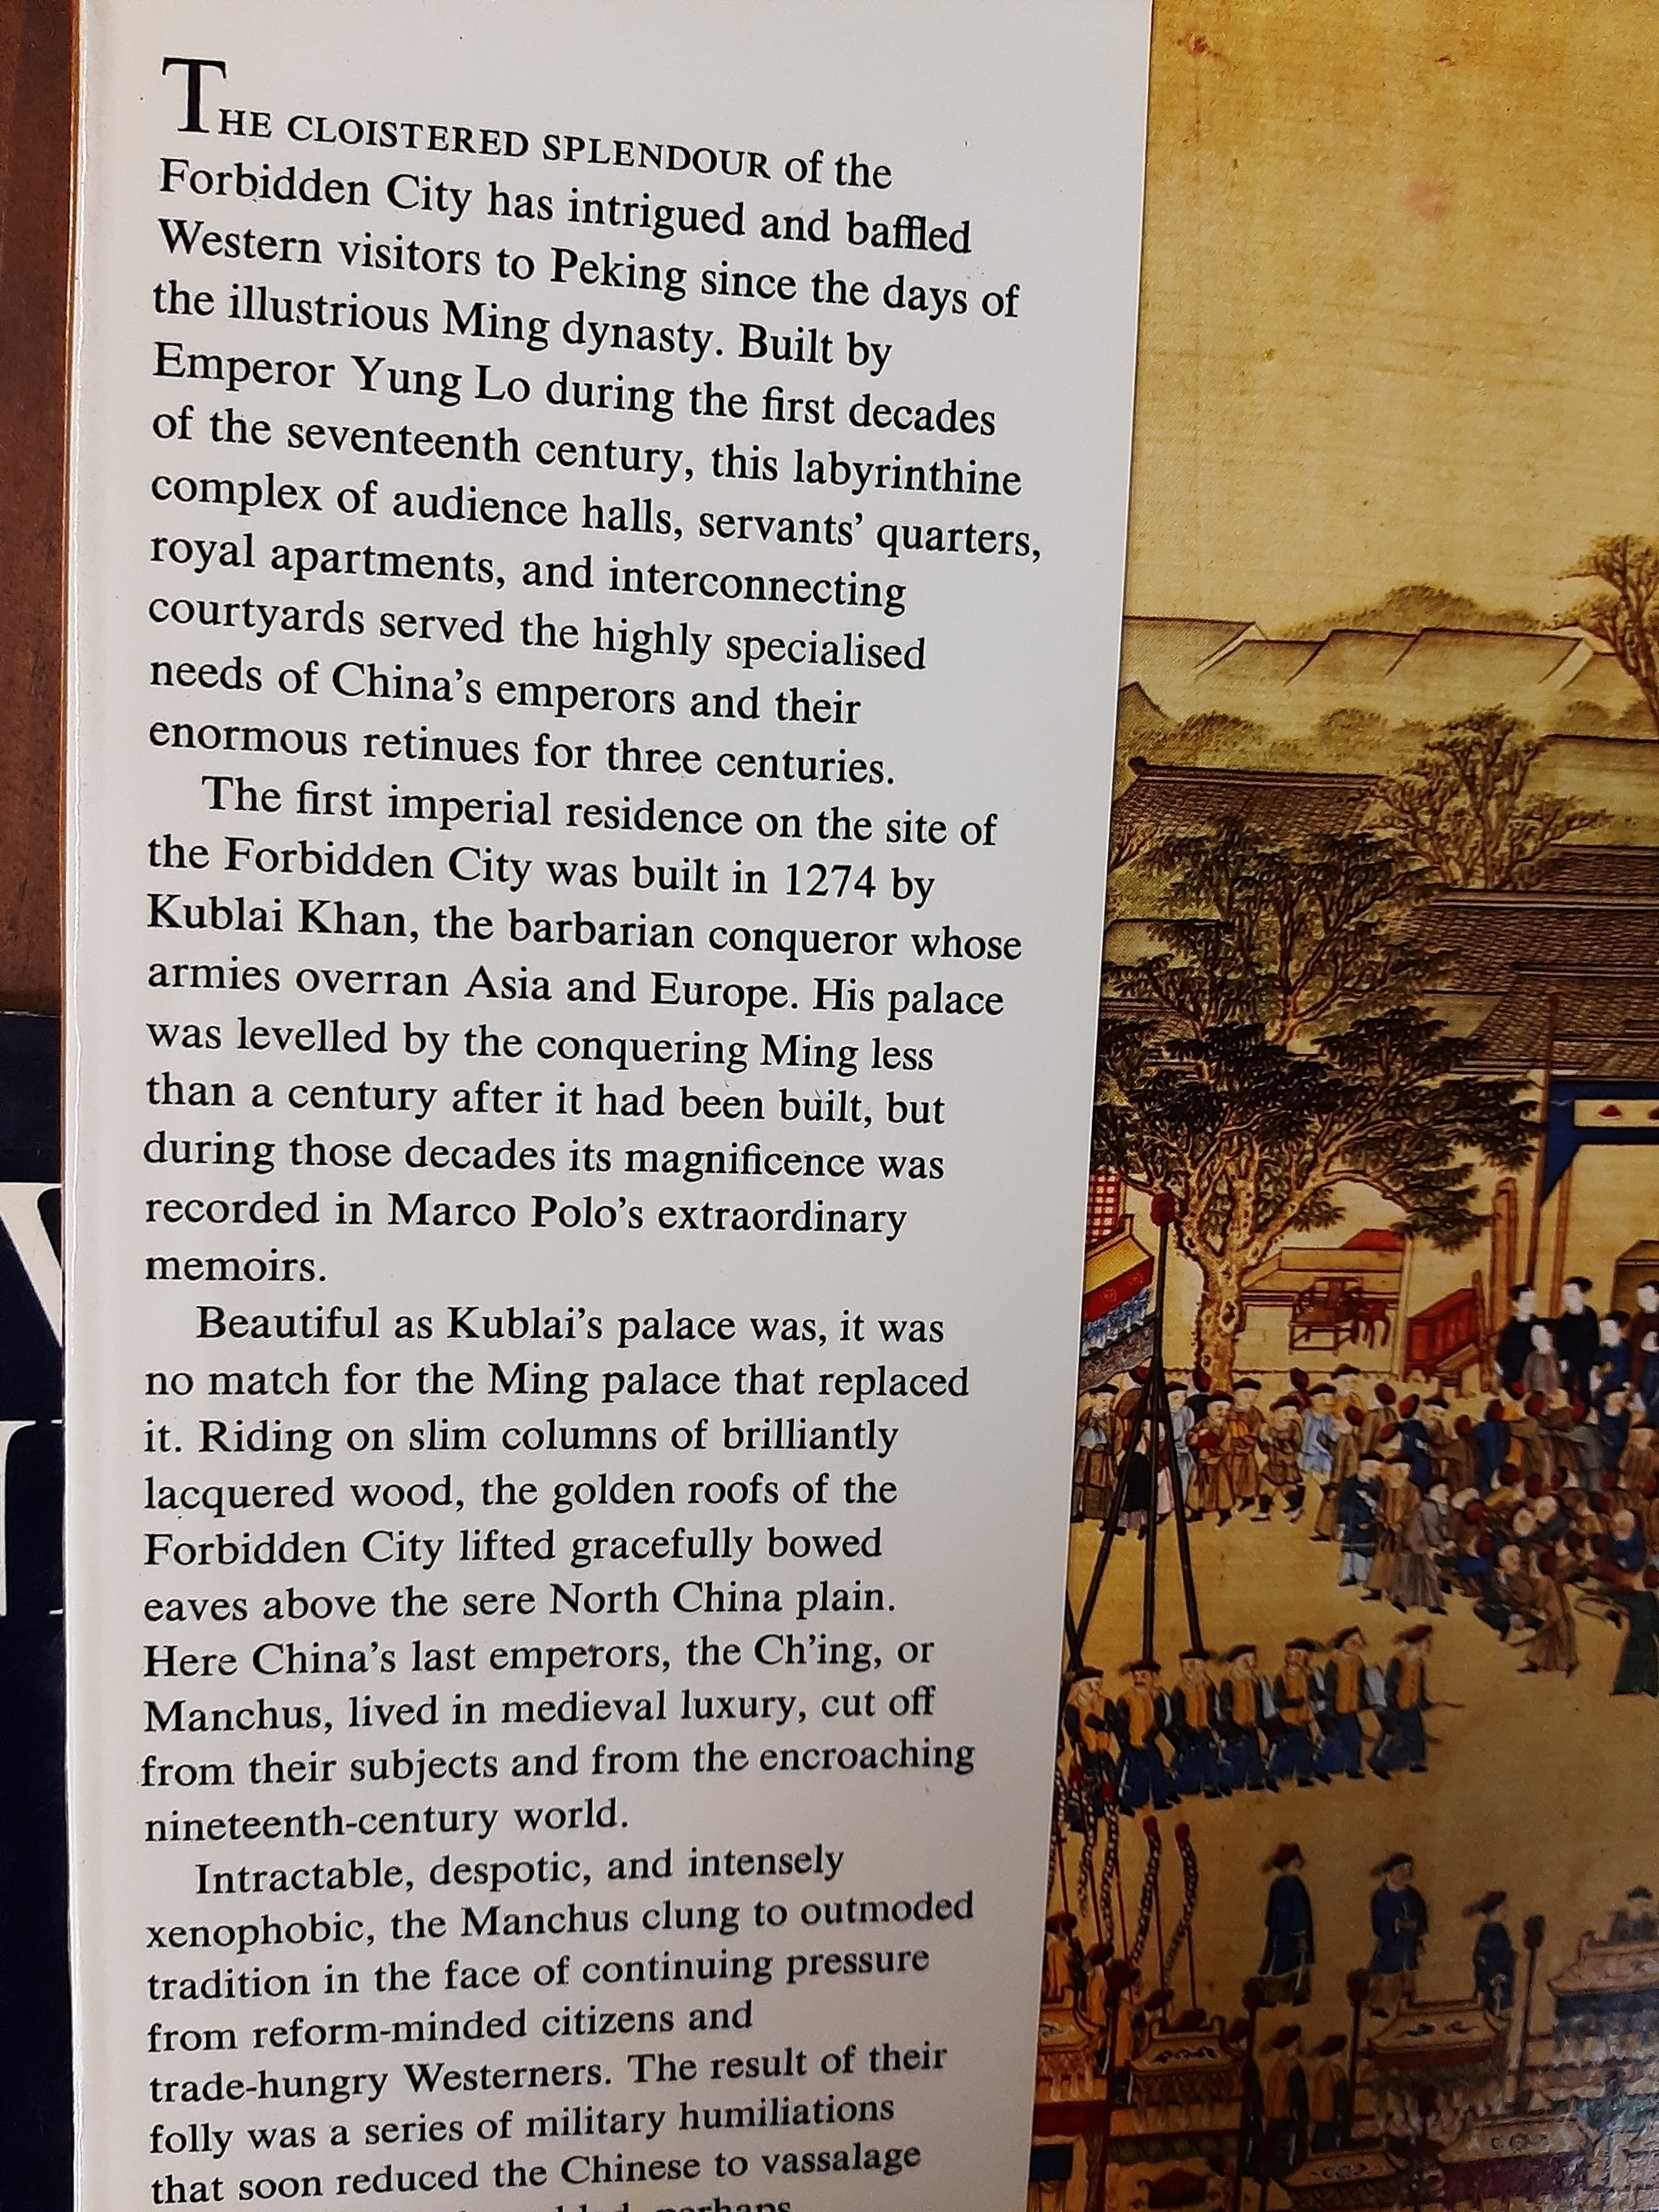 THE CLOISTERED SPLENDOUR of the
Forbidden City has intrigued and baffled
Western visitors to Peking since the days of
the illustrious Ming dynasty. Built by
Emperor Yung Lo during the first decades
of the seventeenth century, this labyrinthine
complex of audience halls, servants' quarters,
royal apartments, and interconnecting
courtyards served the highly specialised
needs of China's emperors and their
enormous retinues for three centuries.
The first imperial residence on the site of
the Forbidden City was built in 1274 by
Kublai Khan, the barbarian conqueror whose
armies overran Asia and Europe. His palace
was levelled by the conquering Ming less
than a century after it had been built, but
during those decades its magnificence was
recorded in Marco Polo's extraordinary
memoirs.
Beautiful as Kublai's palace was, it was
no match for the Ming palace that replaced
it. Riding on slim columns of brilliantly
lacquered wood, the golden roofs of the
Forbidden City lifted gracefully bowed
eaves above the sere North China plain.
Here China's last emperors, the Ch'ing, or
Manchus, lived in medieval luxury, cut off
from their subjects and from the encroaching
nineteenth-century world.
Intractable, despotic, and intensely
xenophobic, the Manchus clung to outmoded
tradition in the face of continuing pressure
from reform-minded citizens and
trade-hungry Westerners. The result of their
folly was a series of military humiliations
that soon reduced the Chinese to vassalage
perhaps